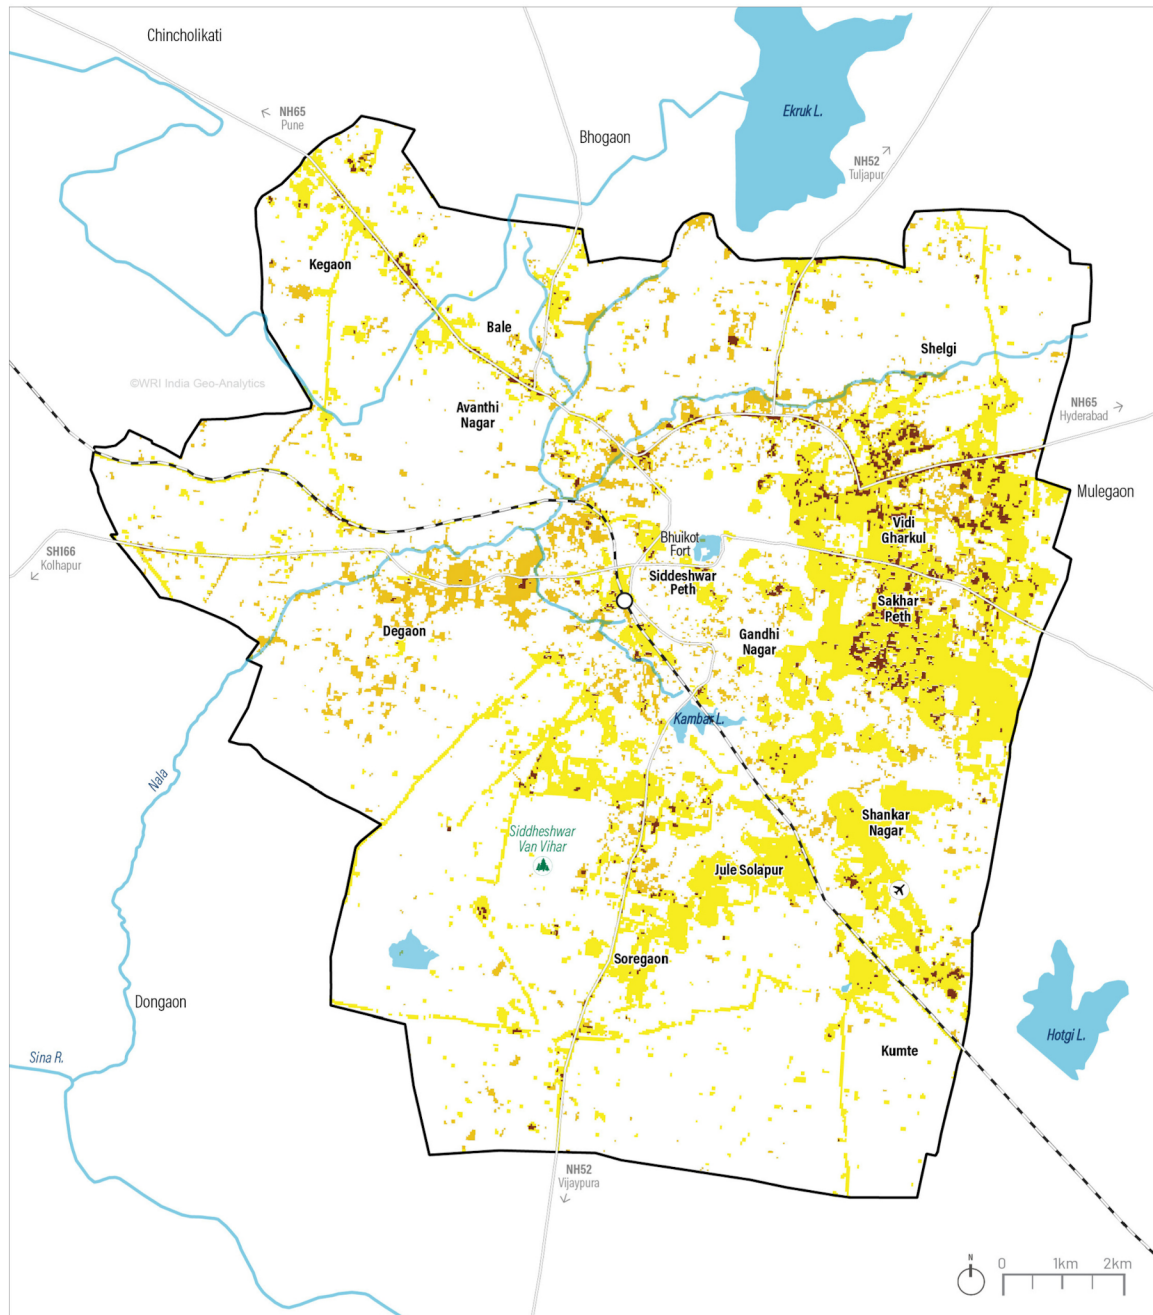 Chincholikati
NH65
Pune
Bhogaon
Ekruk L.
NH52
Tuljapur
Kegaon
Bale
Shelgi
©WRI India Geo-Analytics
Avanthi
Nagar
NH65
Hyderabad
Mulegaon
SH166
Kolhapur
Bhuikot
Fort
Vidi
Gharkul
Siddeshwar
Peth
Sakhar
Peth
Degaon
Gandhi
Nagar
Kambar L.
Nala
Siddheshwar
Van Vihar
Shankar
Nagar
Jule Solapur
Soregaon
Dongaon
Sina R.
Kumte
Hotgi L.
NH52
Vijaypura
N
0 1km 2km